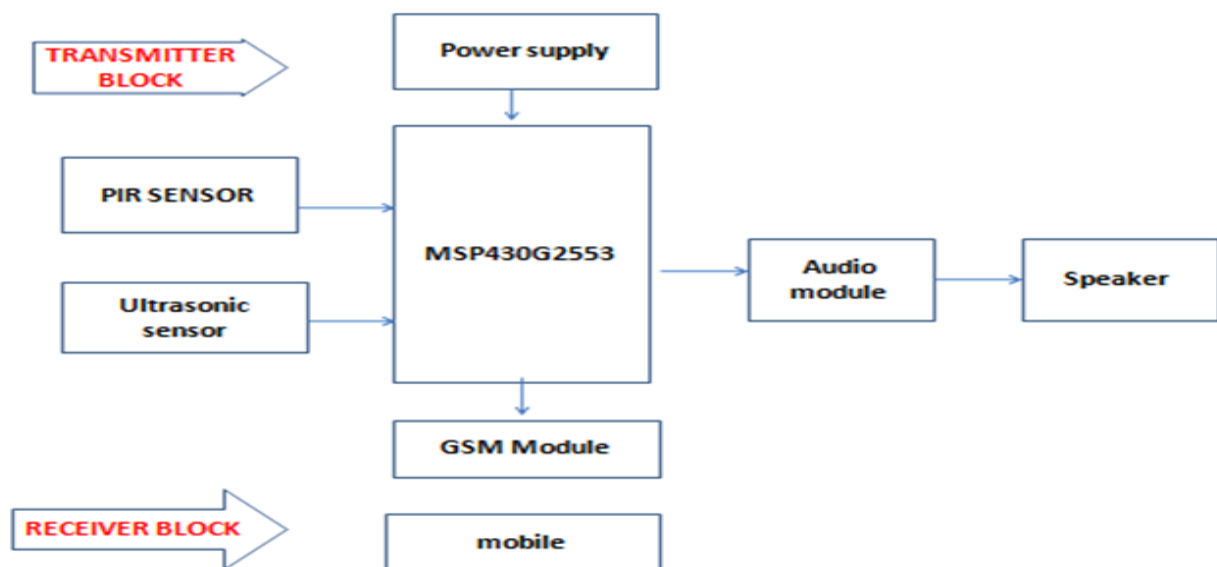 TRANSMITTER
BLOCK
Power supply
PIR SENSOR
MSP430G2553
Ultrasonic
sensor
Audio
module
Speaker
GSM Module
RECEIVER BLOCK
mobile